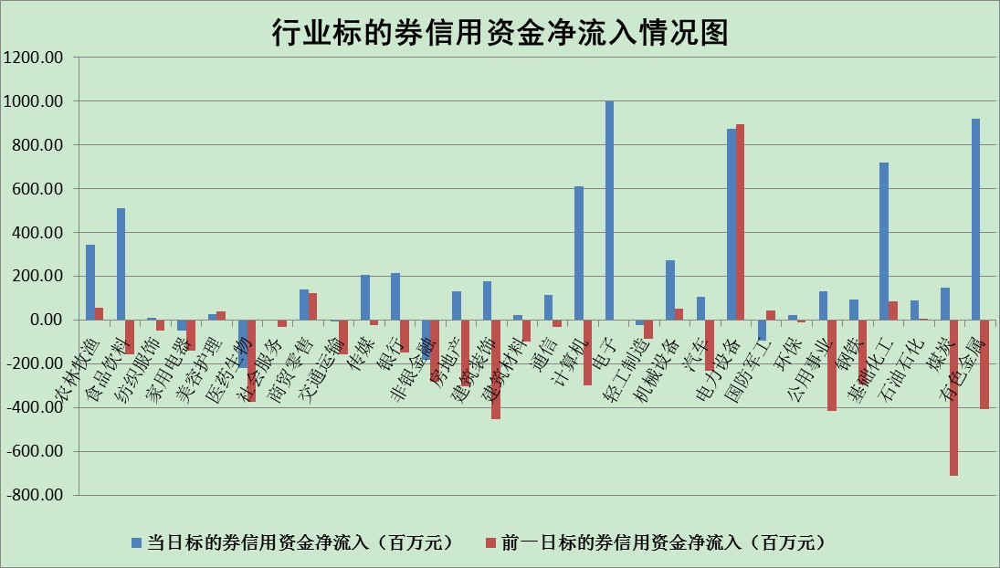 行业标的券信用资金净流入情况图
1200.00
1000.00
800.00
600.00
400.00
200.00
0.00
-200.00
-400.00
-600.00
-800.00
农林牧渔
食品饮料
纺织服饰
家用电器
美容护理
医药生物
社会服务
商贸零售
交通运输
传媒
银行
非银金融
房地产
建筑装饰
建筑材料
通信
计算机
电子
轻工制造
机械设备
汽车
电力设备
国防军工
环保
公用事业
钢铁
基础化工
石油石化
煤炭
有色金属
当日标的券信用资金净流入（百万元）
前一日标的券信用资金净流入（百万元）